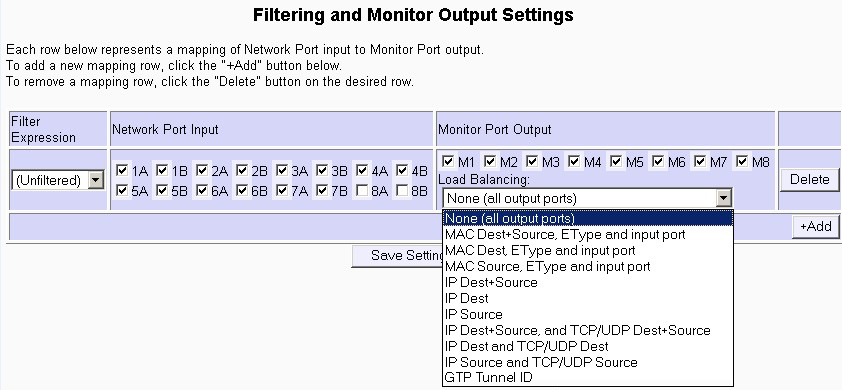 Filtering and Monitor Output Settings
Each row below represents a mapping of Network Port input to Monitor Port output.
To add a new mapping row, click the "+Add" button below.
To remove a mapping row, click the "Delete" button on the desired row.
Filter Expression
Network Port Input
Monitor Port Output
(Unfiltered)
1A 1B 2A 2B 3A 3B 4A 4B
5A 5B 6A 6B 7A 7B 8A 8B
M1 M2 M3 M4 M5 M6 M7 M8
Load Balancing:
None (all output ports)
Delete
None (all output ports)
MAC Dest+Source, EType and input port
MAC Dest, EType and input port
MAC Source, EType and input port
IP Dest+Source
IP Dest
IP Source
IP Dest+Source, and TCP/UDP Dest+Source
IP Dest and TCP/UDP Dest
IP Source and TCP/UDP Source
GTP Tunnel ID
+Add
Save Setting